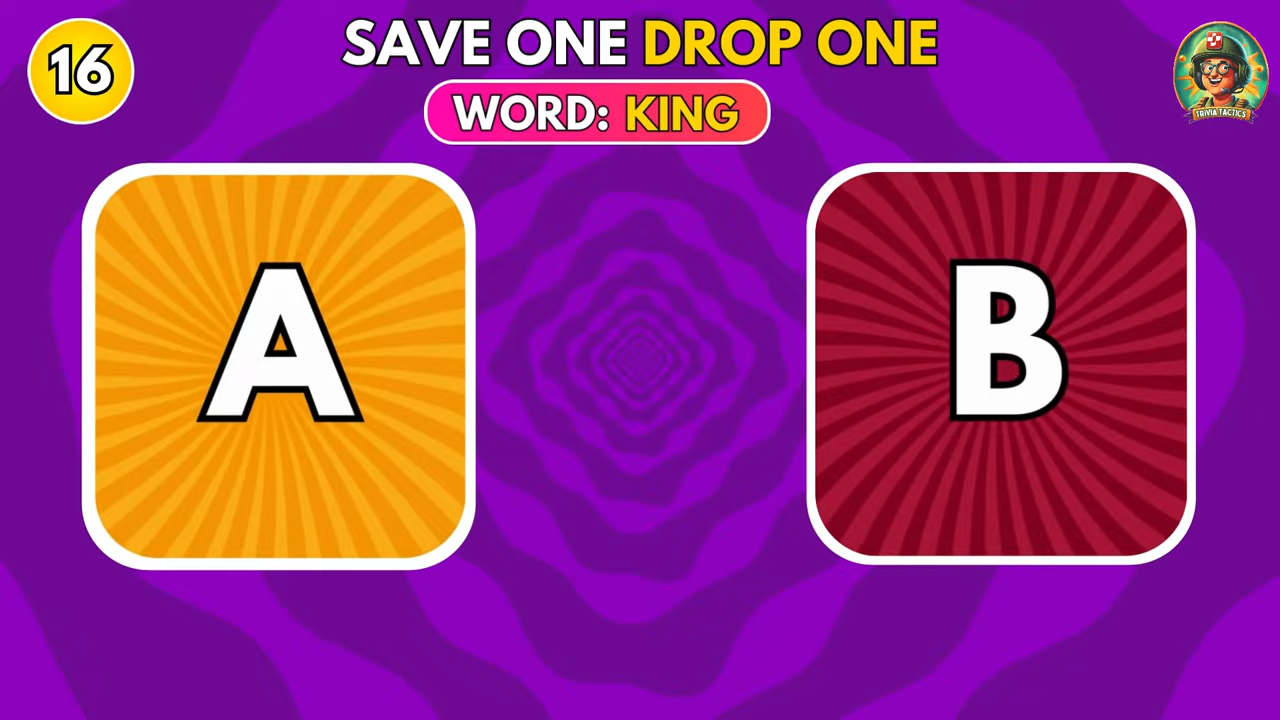 16
SAVE ONE DROP ONE
WORD: KING
TRIVIA TACTICS
A
B